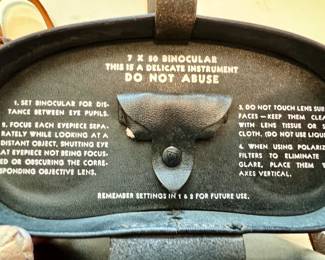 7 X 50 BINOCULAR
THIS IS A DELICATE INSTRUMENT
DO NOT ABUSE
1. SET BINOCULAR FOR DIS-
TANCE BETWEEN EYE PUPILS.
2. FOCUS EACH EYEPIECE SEPA-
RATELY WHILE LOOKING AT A
DISTANT OBJECT, SHUTTING EYE
AT EYEPIECE NOT BEING FOCUS-
ED OR OBSCURING THE CORRE-
SPONDING OBJECTIVE LENS.
3. DO NOT TOUCH LENS SUR
FACES—KEEP THEM CLEA
WITH LENS TISSUE OR S
CLOTH. (DO NOT USE LIQUI
4. WHEN USING POLARIZ
FILTERS TO ELIMINATE
GLARE, PLACE THEM
AXES VERTICAL.
REMEMBER SETTINGS IN 1 & 2 FOR FUTURE USE.